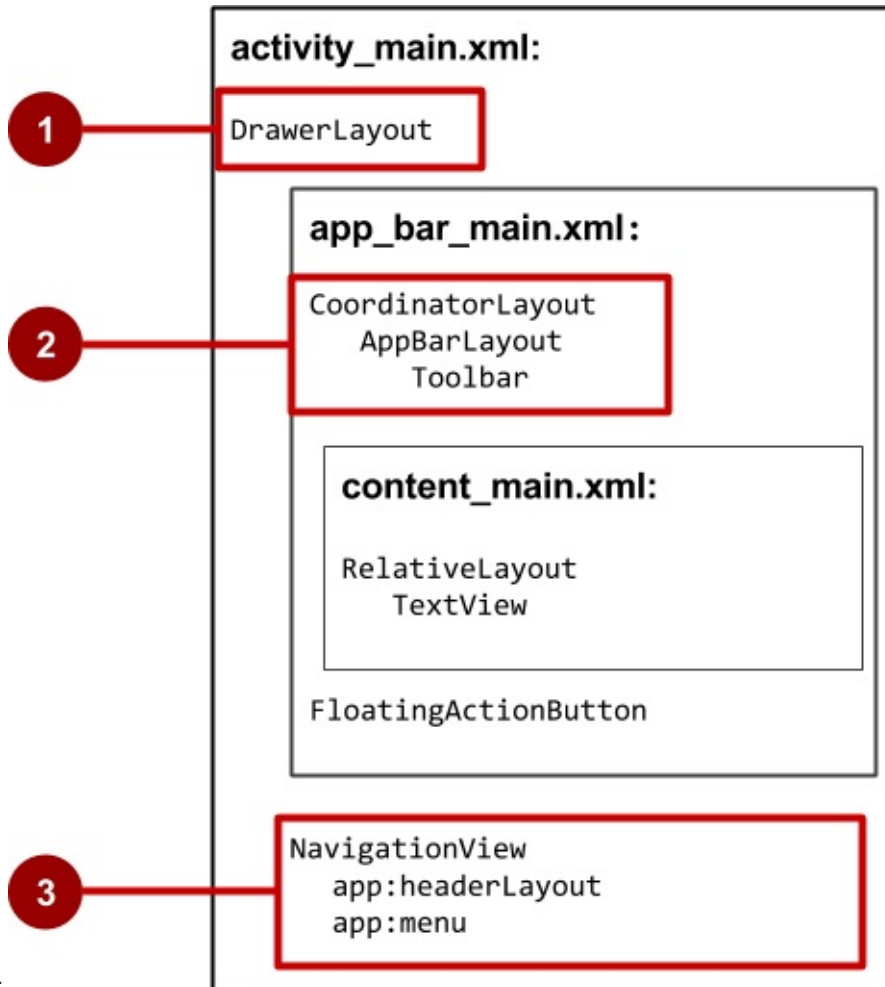 activity_main.xml:
1
DrawerLayout
app_bar_main.xml:
2
CoordinatorLayout
AppBarLayout
Toolbar
content_main.xml:
RelativeLayout
TextView
FloatingActionButton
3
NavigationView
app:headerLayout
app:menu